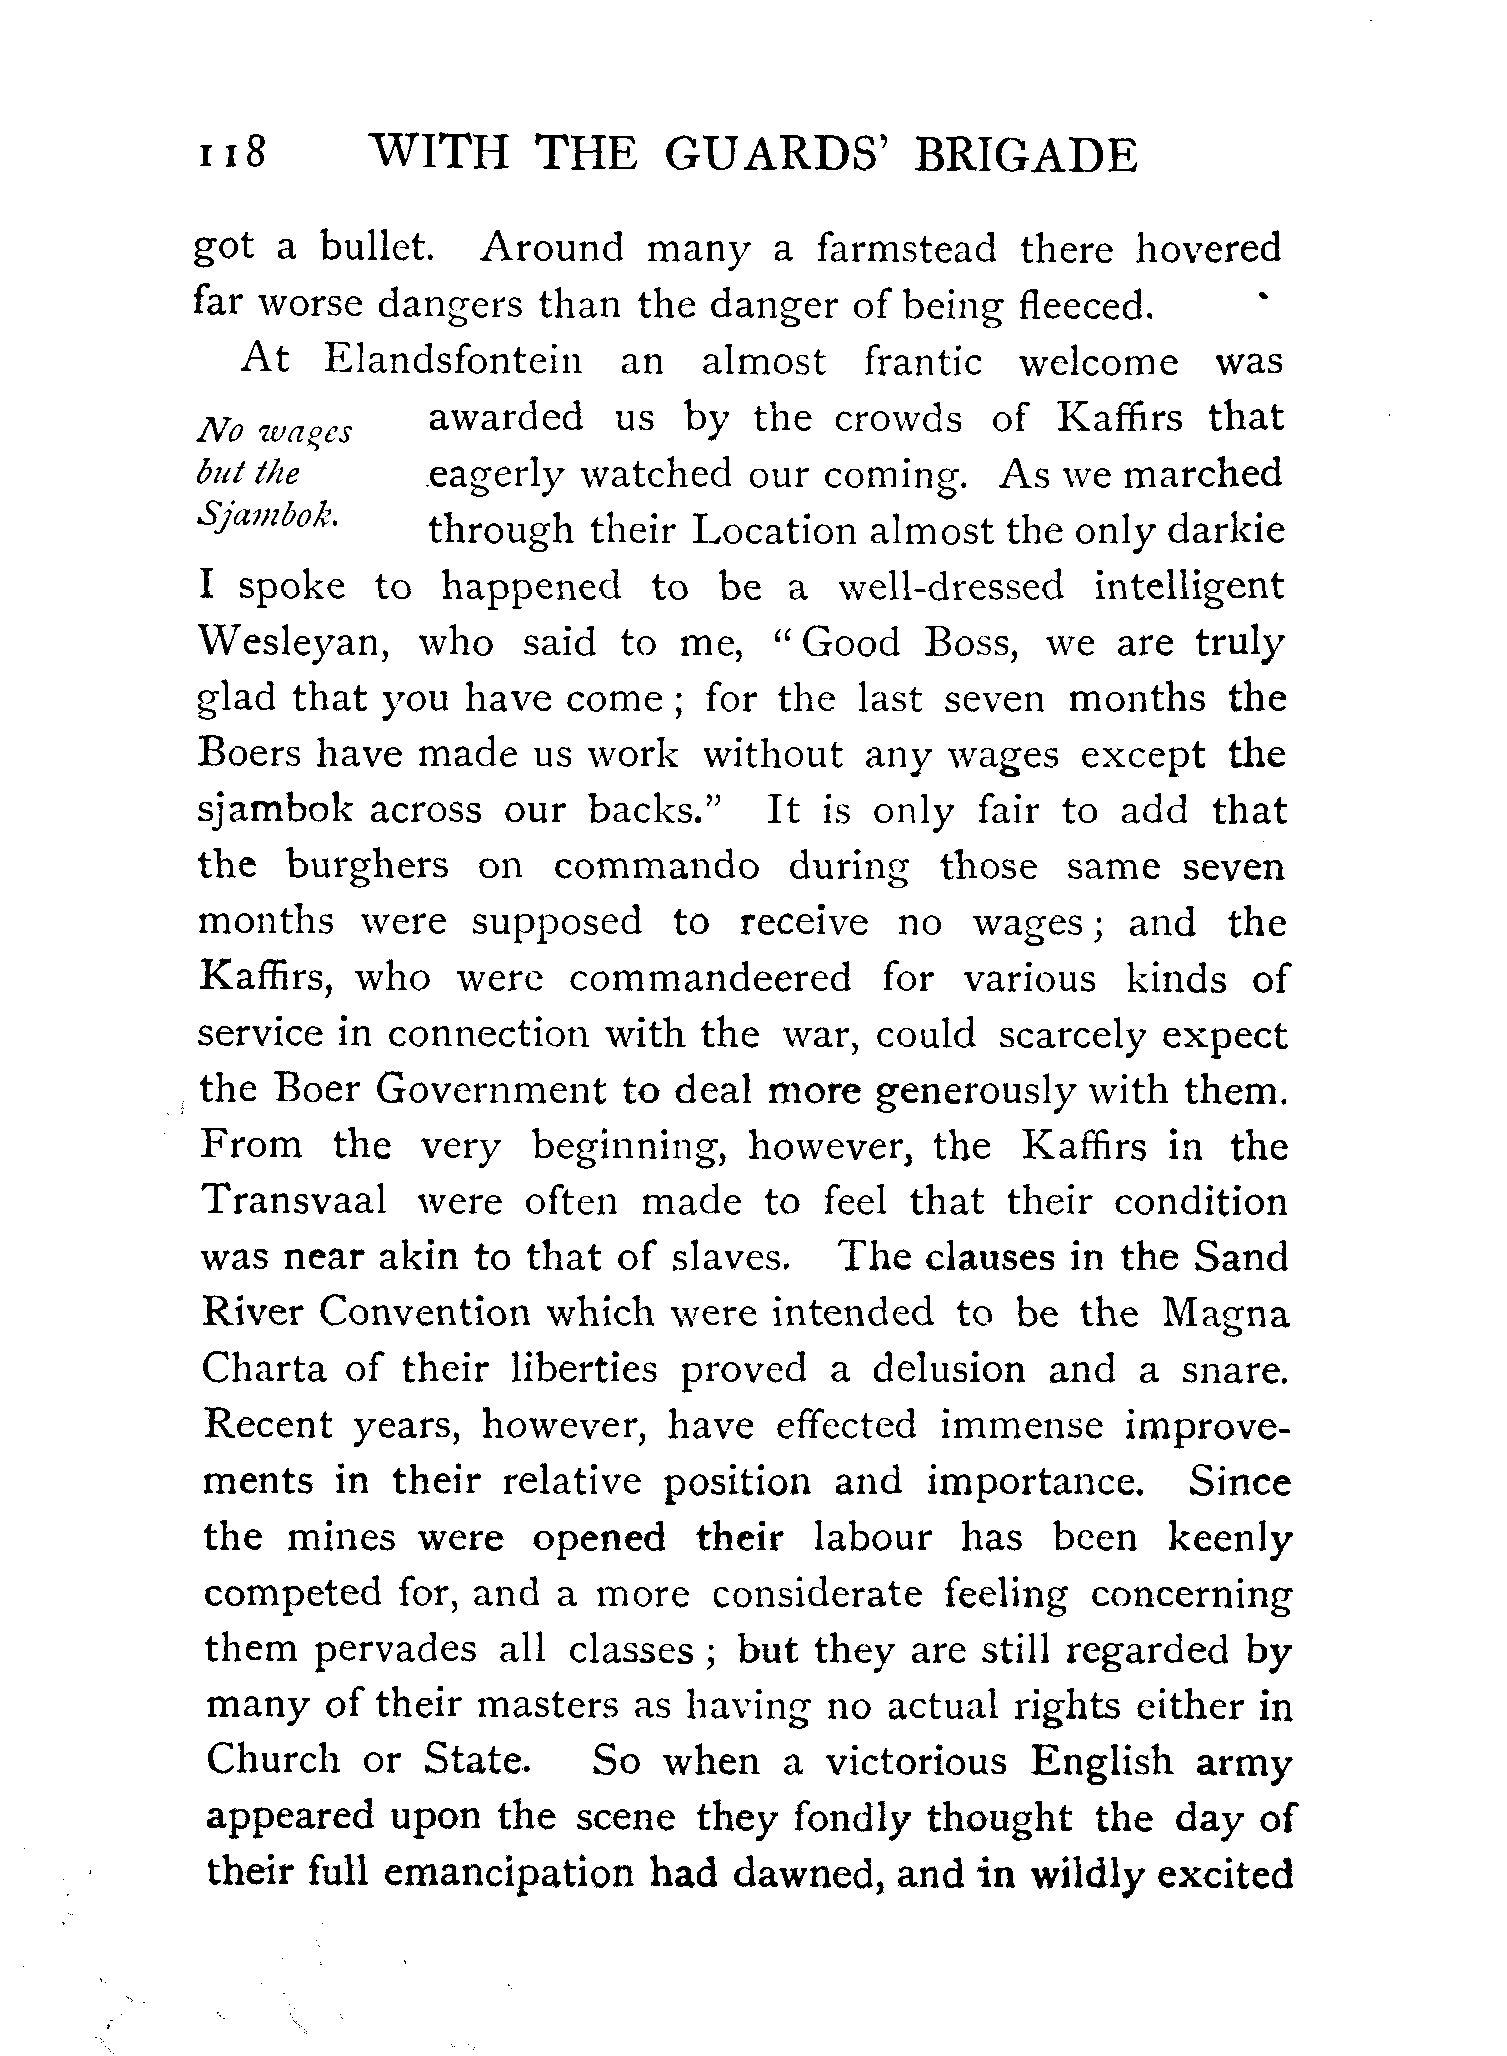 118 WITH THE GUARDS' BRIGADE
got a bullet. Around many a farmstead there hovered
far worse dangers than the danger of being fleeced.
At Elandsfontein an almost frantic welcome was
No wages
but the
Sjambok.
awarded us by the crowds of Kaffirs that
eagerly watched our coming. As we marched
through their Location almost the only darkie
I spoke to happened to be a well-dressed intelligent
Wesleyan, who said to me, "Good Boss, we are truly
glad that you have come; for the last seven months the
Boers have made us work without any wages except the
sjambok across our backs." It is only fair to add that
the burghers on commando during those same seven
months were supposed to receive no wages; and the
Kaffirs, who were commandeered for various kinds of
service in connection with the war, could scarcely expect
the Boer Government to deal more generously with them.
From the very beginning, however, the Kaffirs in the
Transvaal were often made to feel that their condition
was near akin to that of slaves. The clauses in the Sand
River Convention which were intended to be the Magna
Charta of their liberties proved a delusion and a snare.
Recent years, however, have effected immense improve-
ments in their relative position and importance. Since
the mines were opened their labour has been keenly
competed for, and a more considerate feeling concerning
them pervades all classes; but they are still regarded by
many of their masters as having no actual rights either in
Church or State. So when a victorious English army
appeared upon the scene they fondly thought the day of
their full emancipation had dawned, and in wildly excited